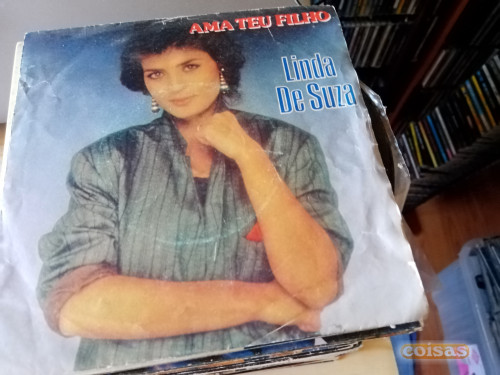 AMA TEU FILHO
Linda
De Suza
coisas